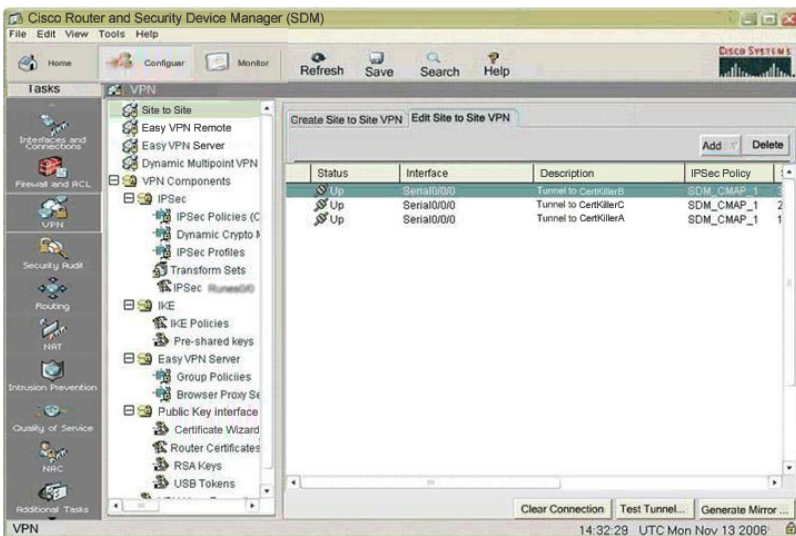 Cisco Router and Security Device Manager (SDM)
File Edit View Tools Help
Home
Configuar
Monitor
Refresh
Save
Search
Help
CISCO SYSTEMS
Tasks
VPN
Interfaces and Connections
Firewall and ACL
VPN
Security Audit
Routing
NAT
Intrusion Prevention
Quality of Service
NAC
Additional Tasks
Site to Site
Easy VPN Remote
Easy VPN Server
Dynamic Multipoint VPN
VPN Components
IPSec
IPSec Policies (C
Dynamic Crypto M
IPSec Profiles
Transform Sets
IPSec
IKE
IKE Policies
Pre-shared keys
Easy VPN Server
Group Policiies
Browser Proxy Se
Public Key interface
Certificate Wizard
Router Certificates
RSA Keys
USB Tokens
Create Site to Site VPN
Edit Site to Site VPN
Add
Delete
Status Interface Description IPSec Policy
Up Serial0/0/0 Tunnel to CertKillerB SDM_CMAP_1 3
Up Serial0/0/0 Tunnel to CertKillerC SDM_CMAP_1 2
Up Serial0/0/0 Tunnel to CertKillerA SDM_CMAP_1 1
Clear Connection
Test Tunnel...
Generate Mirror ...
VPN
14:32:29 UTC Mon Nov 13 2006